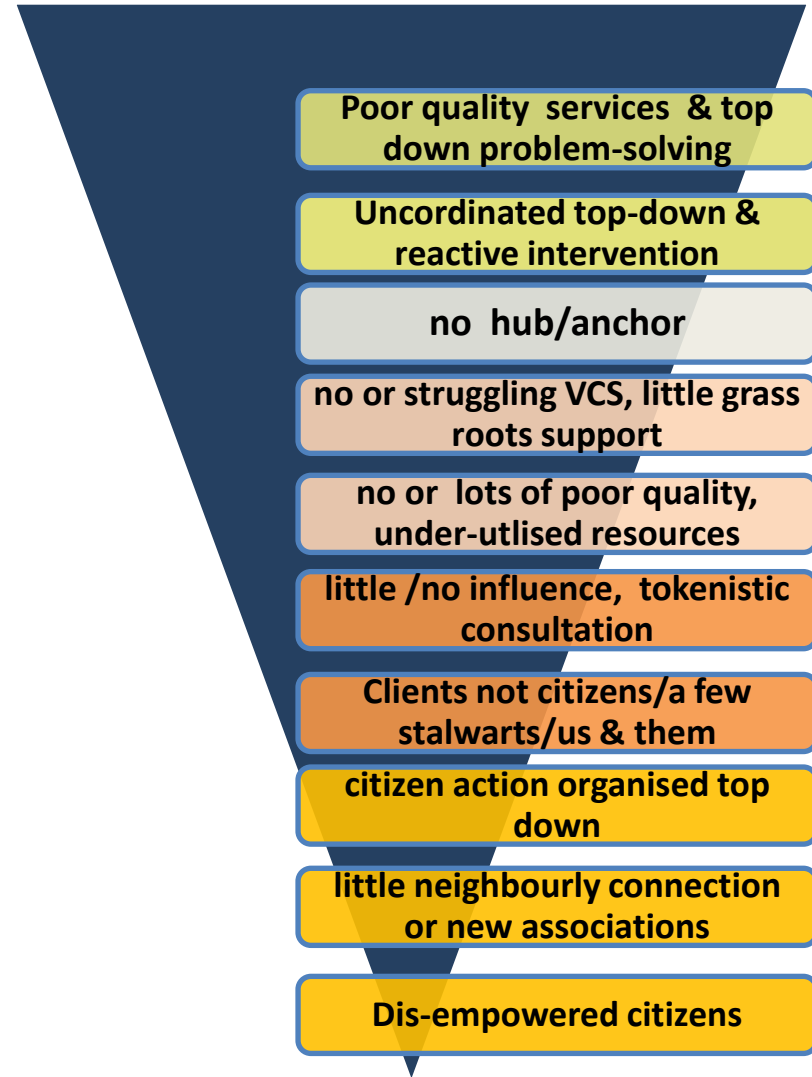 Poor quality services & top
down problem-solving
Uncordinated top-down &
reactive intervention
no hub/anchor
no or struggling VCS, little grass
roots support
no or lots of poor quality,
under-utlised resources
little /no influence, tokenistic
consultation
Clients not citizens/a few
stalwarts/us & them
citizen action organised top
down
little neighbourly connection
or new associations
Dis-empowered citizens